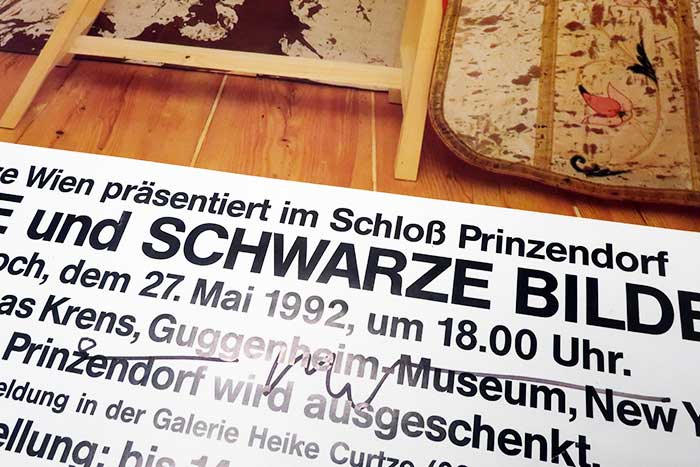 re Wien präsentiert im Schloß Prinzendorf
E und SCHWARZE BILDE
och, dem 27. Mai 1992, um 18.00 Uhr.
as Krens, Guggenheim-Museum, New Y
Prinzendorf wird ausgeschenkt.
eldung in der Galerie Heike Curtze
ellung: bis